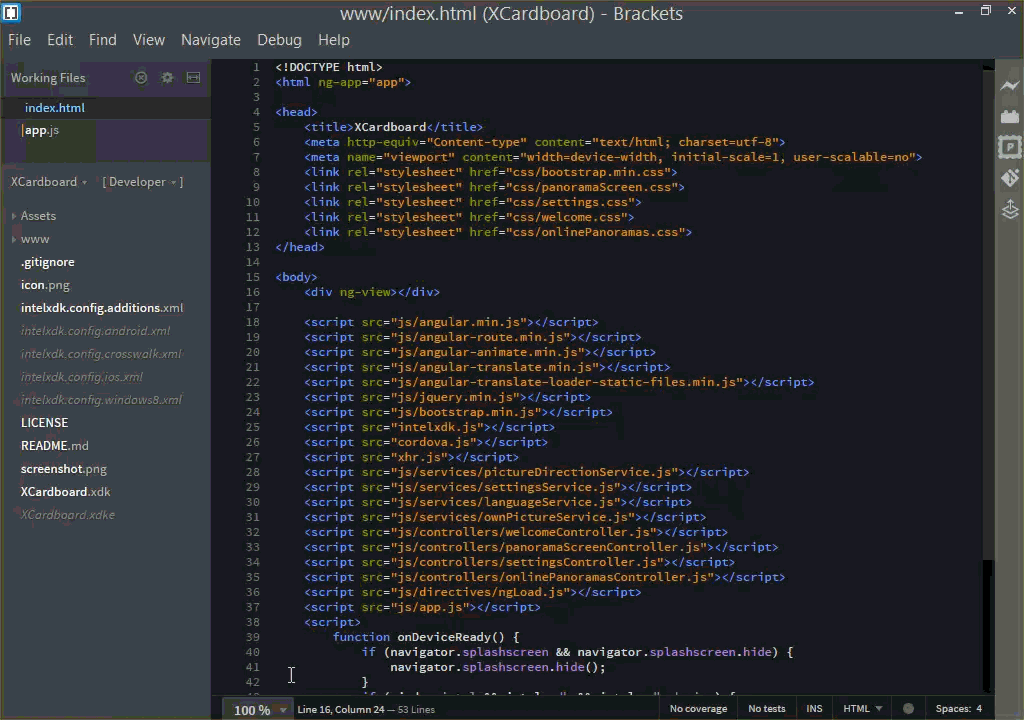 www/index.html (XCardboard) - Brackets
File Edit Find View Navigate Debug Help
Working Files
index.html
app.js
XCardboard [ Developer ]
Assets
www
.gitignore
icon.png
intelxdk.config.additions.xml
intelxdk.config.android.xml
intelxdk.config.crosswalk.xml
intelxdk.config.ios.xml
intelxdk.config.windows8.xml
LICENSE
README.md
screenshot.png
XCardboard.xdk
XCardboard.xdke
1 <!DOCTYPE html>
2 <html ng-app="app">
3
4 <head>
5 <title>XCardboard</title>
6 <meta http-equiv="Content-type" content="text/html; charset=utf-8">
7 <meta name="viewport" content="width=device-width, initial-scale=1, user-scalable=no">
8 <link rel="stylesheet" href="css/bootstrap.min.css">
9 <link rel="stylesheet" href="css/panoramaScreen.css">
10 <link rel="stylesheet" href="css/settings.css">
11 <link rel="stylesheet" href="css/welcome.css">
12 <link rel="stylesheet" href="css/onlinePanoramas.css">
13 </head>
14
15 <body>
16 <div ng-view></div>
17
18 <script src="js/angular.min.js"></script>
19 <script src="js/angular-route.min.js"></script>
20 <script src="js/angular-animate.min.js"></script>
21 <script src="js/angular-translate.min.js"></script>
22 <script src="js/angular-translate-loader-static-files.min.js"></script>
23 <script src="js/jquery.min.js"></script>
24 <script src="js/bootstrap.min.js"></script>
25 <script src="intelxdk.js"></script>
26 <script src="cordova.js"></script>
27 <script src="xhr.js"></script>
28 <script src="js/services/pictureDirectionService.js"></script>
29 <script src="js/services/settingsService.js"></script>
30 <script src="js/services/languageService.js"></script>
31 <script src="js/services/ownPictureService.js"></script>
32 <script src="js/controllers/welcomeController.js"></script>
33 <script src="js/controllers/panoramaScreenController.js"></script>
34 <script src="js/controllers/settingsController.js"></script>
35 <script src="js/controllers/onlinePanoramasController.js"></script>
36 <script src="js/directives/ngLoad.js"></script>
37 <script src="js/app.js"></script>
38 <script>
39 function onDeviceReady() {
40 if (navigator.splashscreen && navigator.splashscreen.hide) {
41 navigator.splashscreen.hide();
42 }
100 % Line 16, Column 24 — 53 Lines No coverage No tests INS HTML Spaces: 4